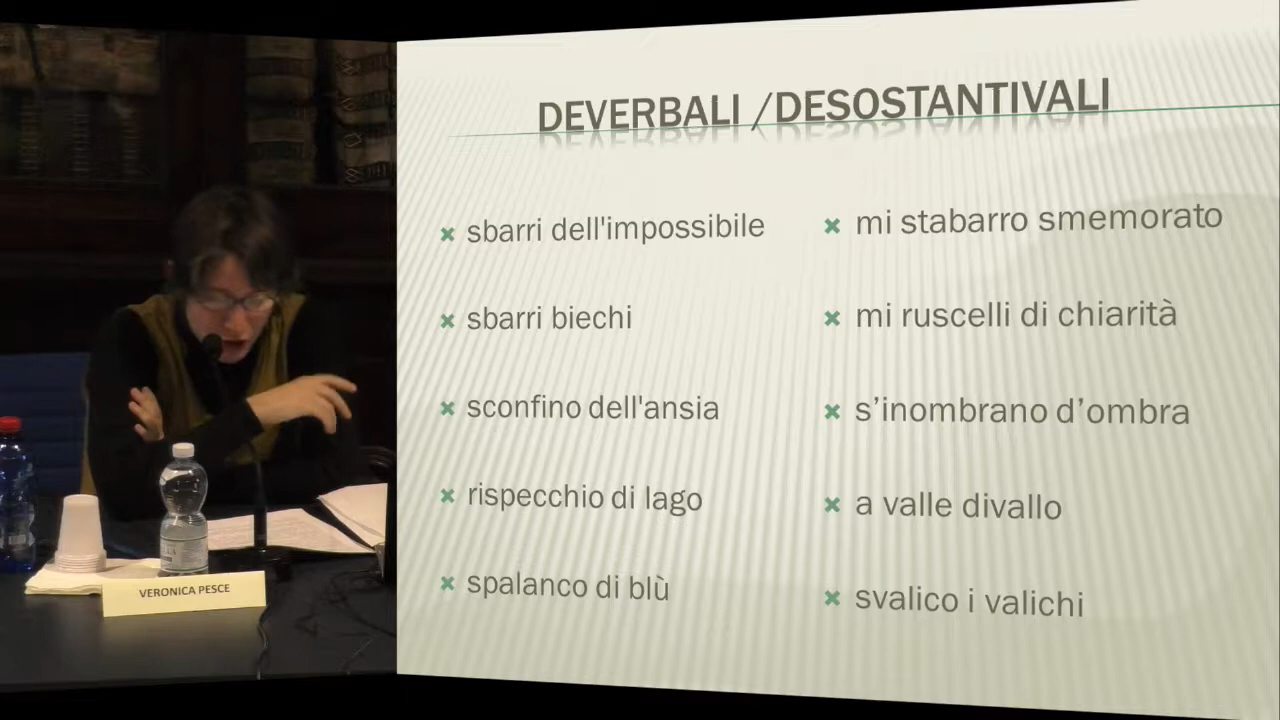 DEVERBALI /DESOSTANTIVALI
sbarri dell'impossibile
sbarri biechi
sconfino dell'ansia
rispecchio di lago
spalanco di blù
mi stabarro smemorato
mi ruscelli di chiarità
s’inombrano d’ombra
a valle divallo
svalico i valichi
VERONICA PESCE